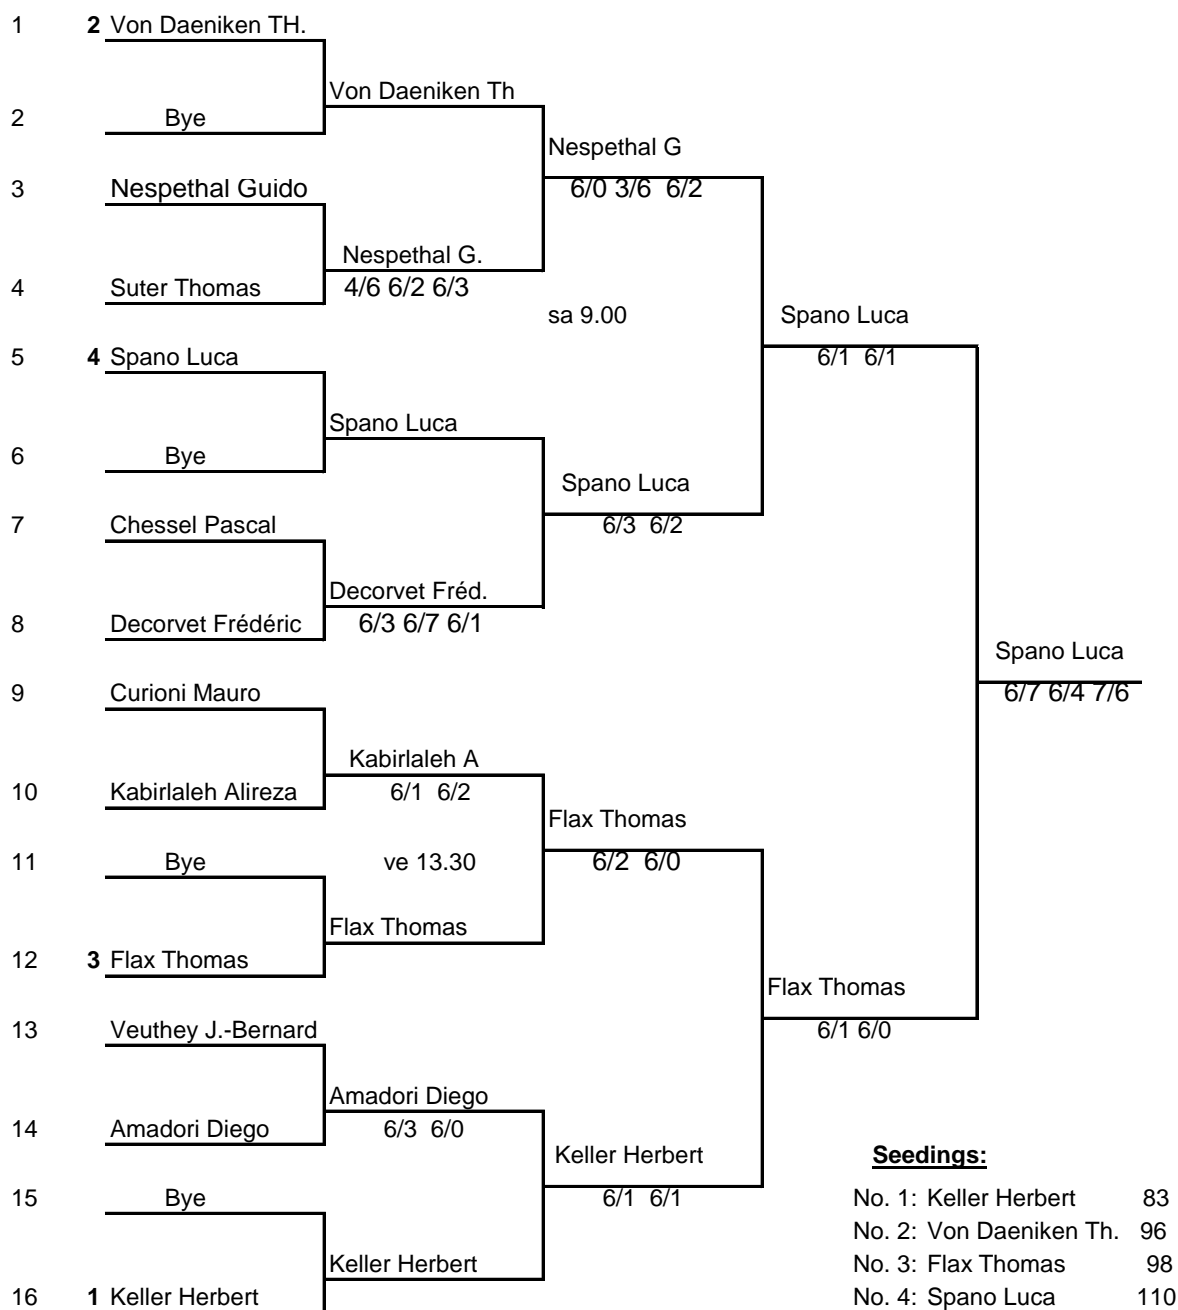 1 2 Von Daeniken TH.
Von Daeniken Th
2 Bye
Nespethal G
3 Nespethal Guido 6/0 3/6 6/2
Nespethal G.
4 Suter Thomas 4/6 6/2 6/3
sa 9.00 Spano Luca
5 4 Spano Luca 6/1 6/1
Spano Luca
6 Bye
Spano Luca
7 Chessel Pascal 6/3 6/2
Decorvet Fréd.
8 Decorvet Frédéric 6/3 6/7 6/1
Spano Luca
9 Curioni Mauro 6/7 6/4 7/6
Kabirlaleh A
10 Kabirlaleh Alireza 6/1 6/2
Flax Thomas
11 Bye ve 13.30 6/2 6/0
Flax Thomas
12 3 Flax Thomas
Flax Thomas
13 Veuthey J.-Bernard 6/1 6/0
Amadori Diego
14 Amadori Diego 6/3 6/0
Keller Herbert Seedings:
15 Bye 6/1 6/1 No. 1: Keller Herbert 83
No. 2: Von Daeniken Th. 96
Keller Herbert No. 3: Flax Thomas 98
16 1 Keller Herbert No. 4: Spano Luca 110